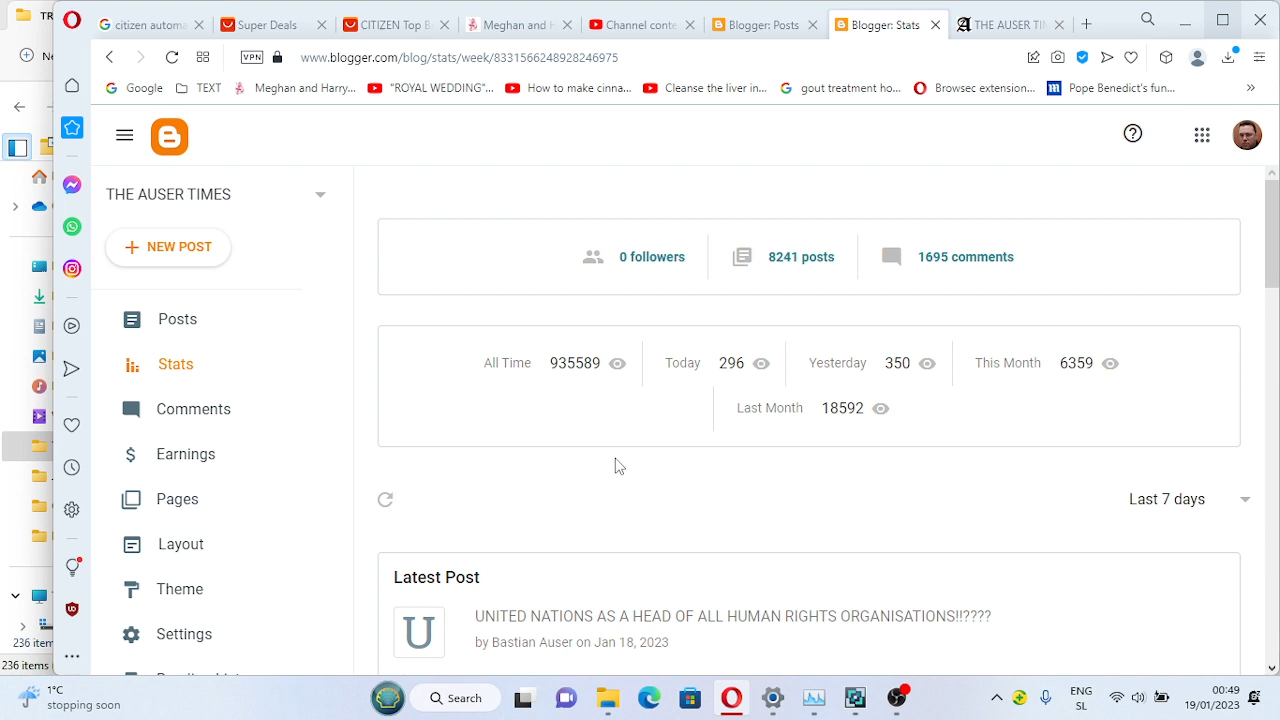 citizen automa
Super Deals
CITIZEN Top B
Meghan and H
Channel conte
Blogger: Posts
Blogger: Stats
THE AUSER TIM
VPN
www.blogger.com/blog/stats/week/8331566248928246975
Google
TEXT
Meghan and Harry...
"ROYAL WEDDING"...
How to make cinna...
Cleanse the liver in...
gout treatment ho...
Browsec extension...
Pope Benedict's fun...
THE AUSER TIMES
NEW POST
Posts
Stats
Comments
Earnings
Pages
Layout
Theme
Settings
0 followers
8241 posts
1695 comments
All Time 935589
Today 296
Yesterday 350
This Month 6359
Last Month 18592
Last 7 days
Latest Post
U
UNITED NATIONS AS A HEAD OF ALL HUMAN RIGHTS ORGANISATIONS!!????
by Bastian Auser on Jan 18, 2023
236 item
236 items
1°C
stopping soon
Search
ENG
SL
00:49
19/01/2023